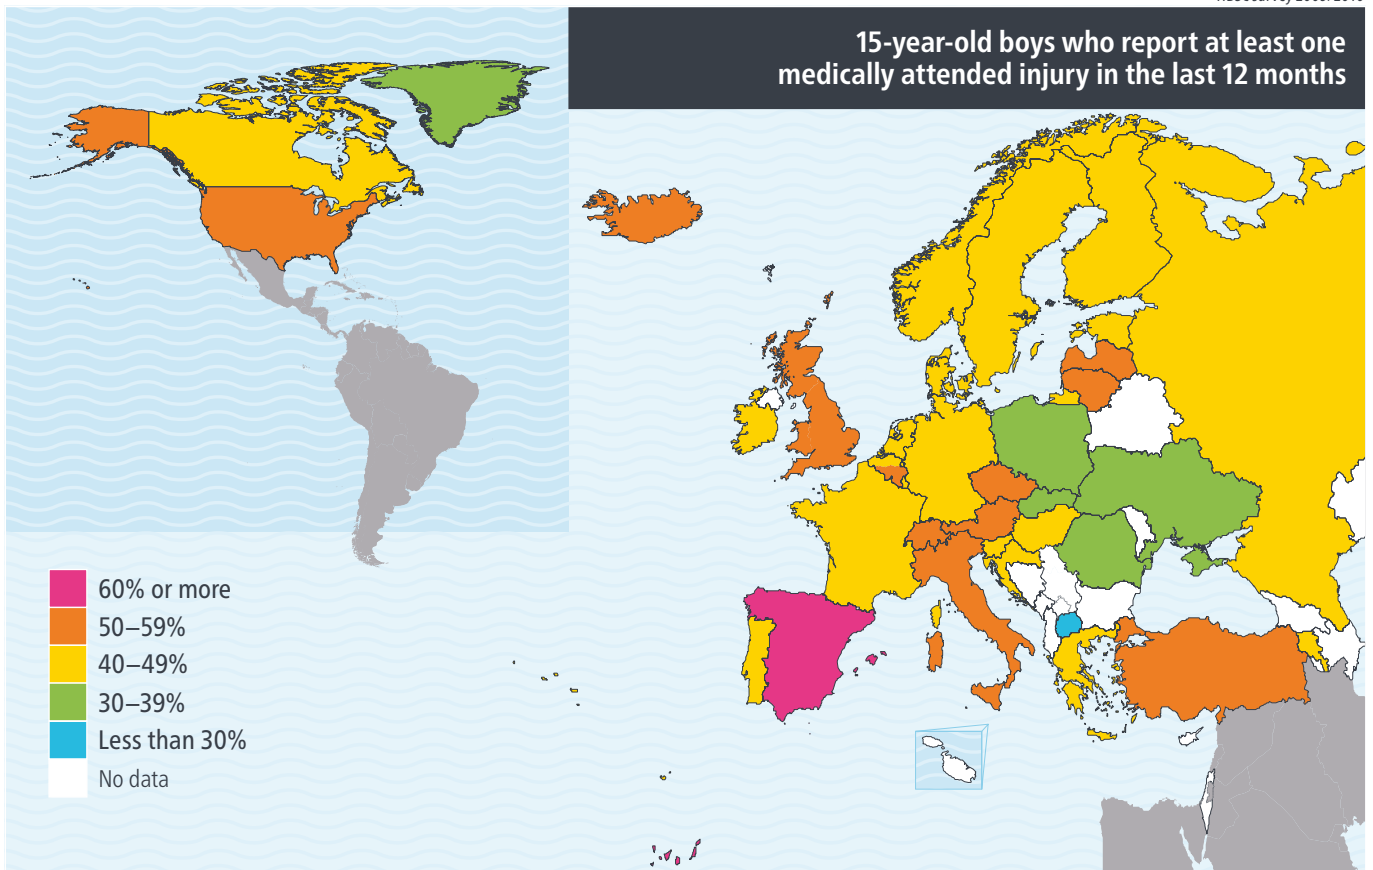 15-year-old boys who report at least one
medically attended injury in the last 12 months
60% or more
50–59%
40–49%
30–39%
Less than 30%
No data